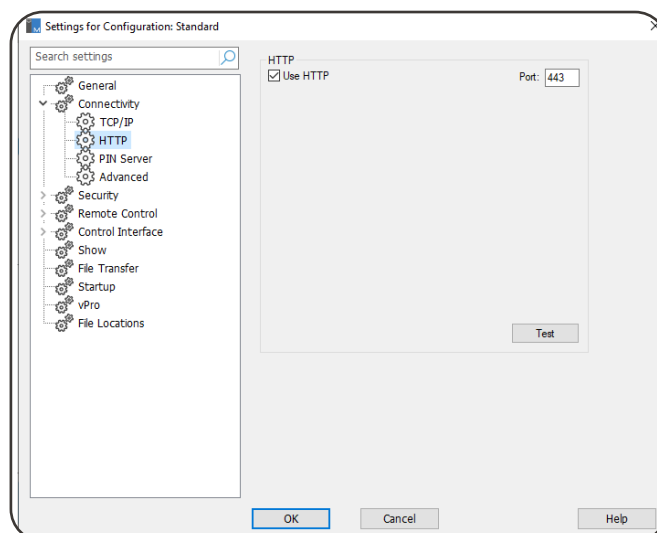 Settings for Configuration: Standard
Search settings
General
Connectivity
TCP/IP
HTTP
PIN Server
Advanced
Security
Remote Control
Control Interface
Show
File Transfer
Startup
vPro
File Locations
HTTP
Use HTTP
Port: 443
Test
OK
Cancel
Help